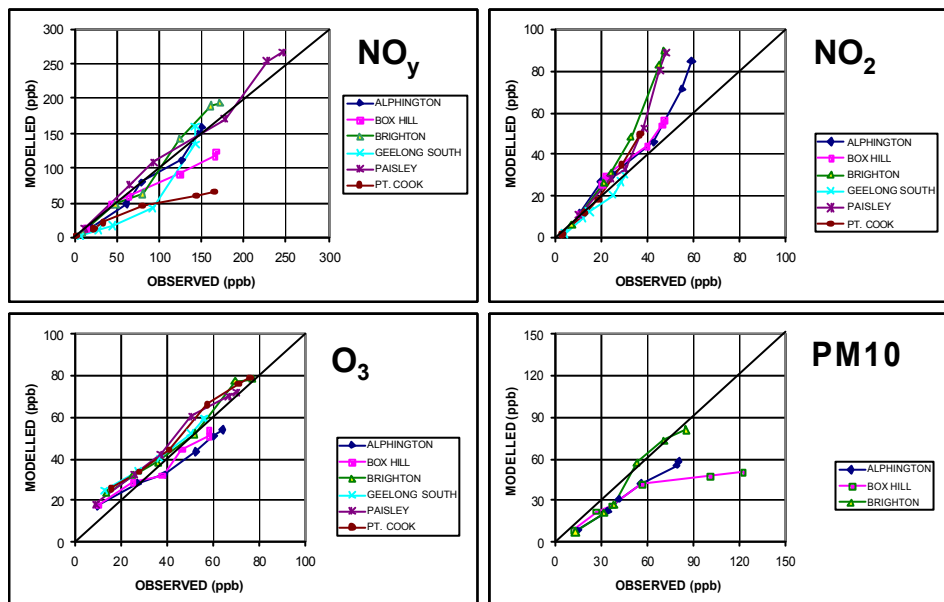 NOy
MODELLED (ppb)
300
250
200
150
100
50
0
0 50 100 150 200 250 300
OBSERVED (ppb)
ALPHINGTON
BOX HILL
BRIGHTON
GEELONG SOUTH
PAISLEY
PT. COOK
NO2
MODELLED (ppb)
100
80
60
40
20
0
0 20 40 60 80 100
OBSERVED (ppb)
ALPHINGTON
BOX HILL
BRIGHTON
GEELONG SOUTH
PAISLEY
PT. COOK
O3
MODELLED (ppb)
100
80
60
40
20
0
0 20 40 60 80 100
OBSERVED (ppb)
ALPHINGTON
BOX HILL
BRIGHTON
GEELONG SOUTH
PAISLEY
PT. COOK
PM10
MODELLED (ppb)
150
120
90
60
30
0
0 30 60 90 120 150
OBSERVED (ppb)
ALPHINGTON
BOX HILL
BRIGHTON